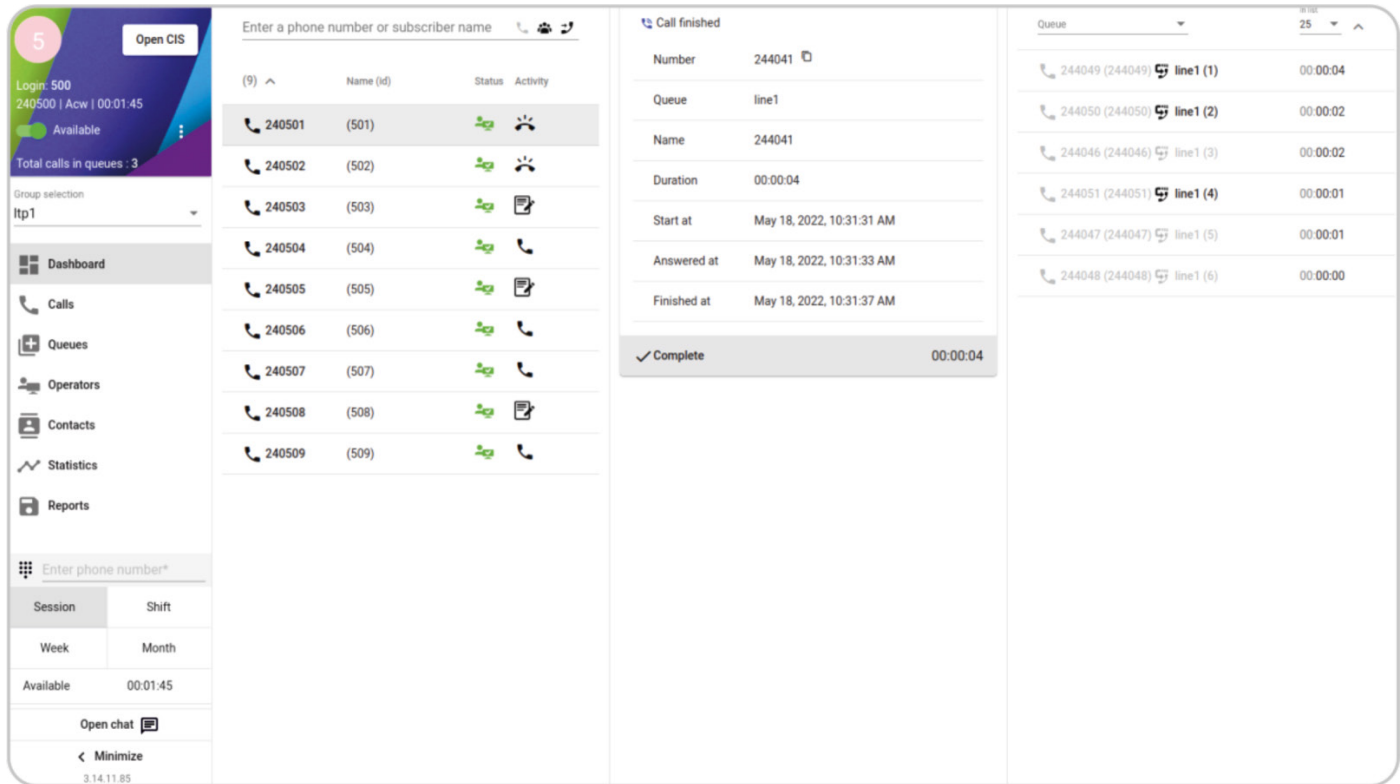 5
Open CIS
Login: 500
240500 | Acw | 00:01:45
Available
Total calls in queues : 3
Group selection
ltp1
Dashboard
Calls
Queues
Operators
Contacts
Statistics
Reports
Enter phone number*
Session Shift
Week Month
Available 00:01:45
Open chat
Minimize
3.14.11.85
Enter a phone number or subscriber name
(9) Name (id) Status Activity
240501 (501)
240502 (502)
240503 (503)
240504 (504)
240505 (505)
240506 (506)
240507 (507)
240508 (508)
240509 (509)
Call finished
Number 244041
Queue line1
Name 244041
Duration 00:00:04
Start at May 18, 2022, 10:31:31 AM
Answered at May 18, 2022, 10:31:33 AM
Finished at May 18, 2022, 10:31:37 AM
Complete 00:00:04
Queue 25
244049 (244049) line1 (1) 00:00:04
244050 (244050) line1 (2) 00:00:02
244046 (244046) line1 (3) 00:00:02
244051 (244051) line1 (4) 00:00:01
244047 (244047) line1 (5) 00:00:01
244048 (244048) line1 (6) 00:00:00